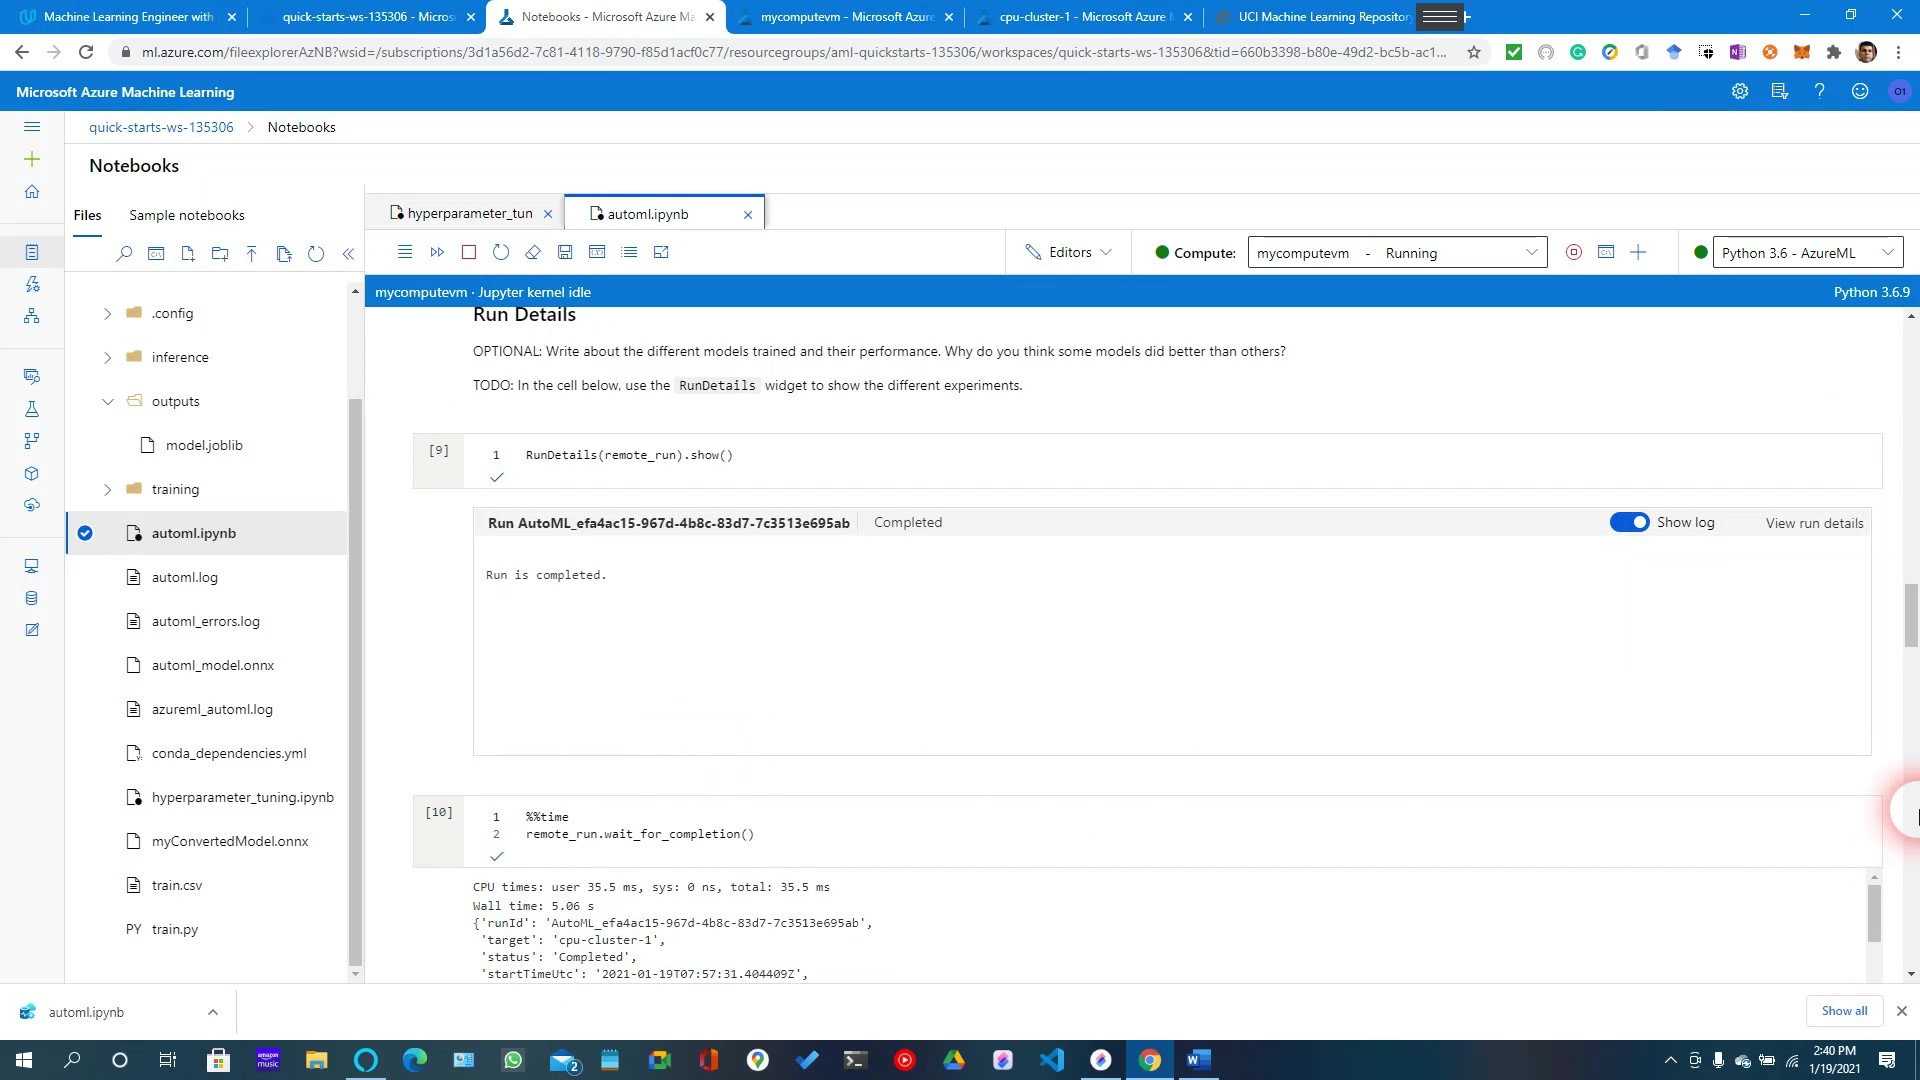 Machine Learning Engineer with
quick-starts-ws-135306 - Micros
Notebooks - Microsoft Azure Ma
mycomputevm - Microsoft Azure
cpu-cluster-1 - Microsoft Azure
UCI Machine Learning Repository
ml.azure.com/fileexplorerAzNB?wsid=/subscriptions/3d1a56d2-7c81-4118-9790-f85d1acf0c77/resourcegroups/aml-quickstarts-135306/workspaces/quick-starts-ws-135306&tid=660b3398-b80e-49d2-bc5b-ac1...
Microsoft Azure Machine Learning
O1
quick-starts-ws-135306 > Notebooks
Notebooks
Files
Sample notebooks
hyperparameter_tun
automl.ipynb
Editors
Compute:
mycomputevm - Running
Python 3.6 - AzureML
mycomputevm · Jupyter kernel idle
Python 3.6.9
.config
inference
outputs
model.joblib
training
automl.ipynb
automl.log
automl_errors.log
automl_model.onnx
azureml_automl.log
conda_dependencies.yml
hyperparameter_tuning.ipynb
myConvertedModel.onnx
train.csv
PY train.py
Run Details
OPTIONAL: Write about the different models trained and their performance. Why do you think some models did better than others?
TODO: In the cell below, use the RunDetails widget to show the different experiments.
[9]
1 RunDetails(remote_run).show()
Run AutoML_efa4ac15-967d-4b8c-83d7-7c3513e695ab
Completed
Show log
View run details
Run is completed.
[10]
1 %%time
2 remote_run.wait_for_completion()
CPU times: user 35.5 ms, sys: 0 ns, total: 35.5 ms
Wall time: 5.06 s
{'runId': 'AutoML_efa4ac15-967d-4b8c-83d7-7c3513e695ab',
'target': 'cpu-cluster-1',
'status': 'Completed',
'startTimeUtc': '2021-01-19T07:57:31.404409Z',
automl.ipynb
Show all
amazon music
2
2:40 PM
1/19/2021